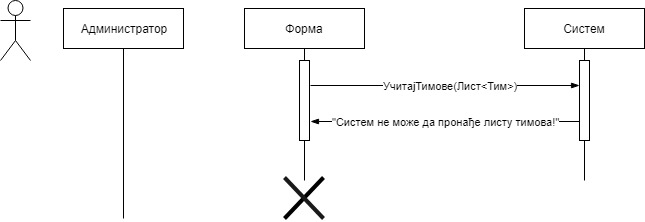 Администратор
Форма
Систем
УчитајТимове(Лист<Тим>)
"Систем не може да пронађе листу тимова!"